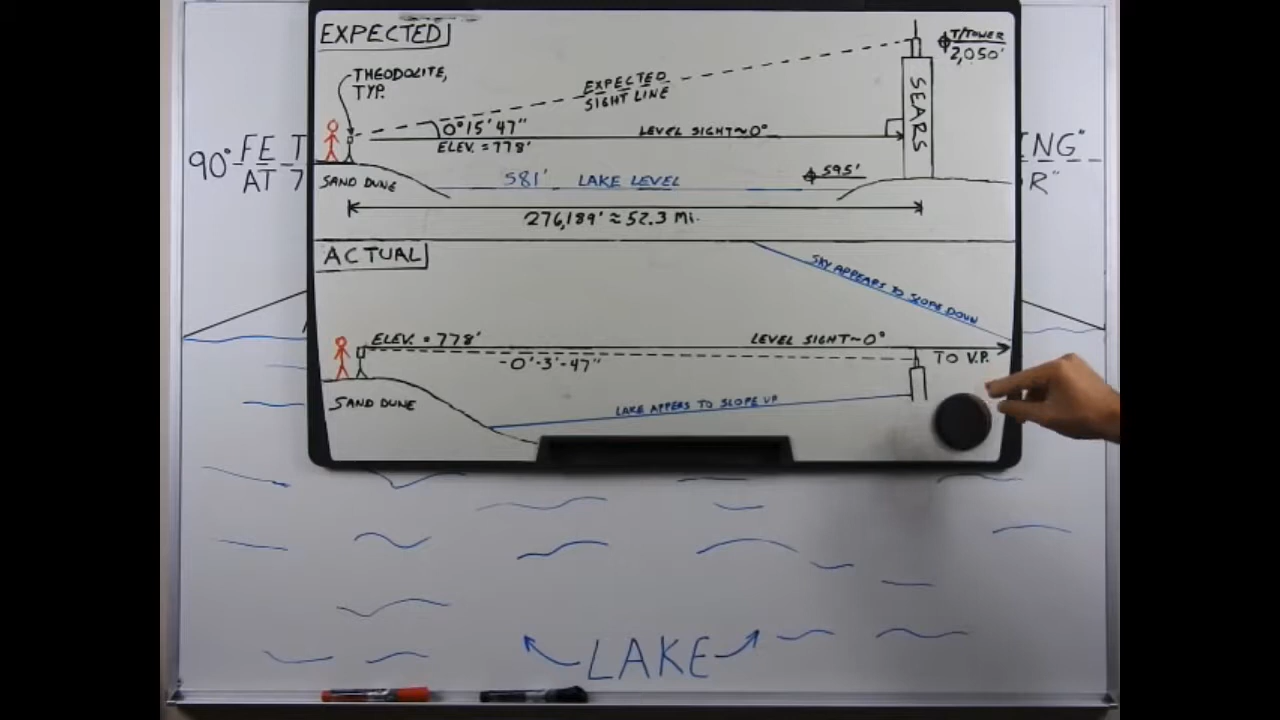 EXPECTED
THEODOLITE,
TYP.
EXPECTED
SIGHT LINE
T/TOWER
2,050'
SEARS
0°15'47"
LEVEL SIGHT~0°
ELEV. = 778'
SAND DUNE
581' LAKE LEVEL
595'
276,189' ≈ 52.3 Mi.
ACTUAL
SKY APPEARS TO SLOPE DOWN
ELEV. = 778'
LEVEL SIGHT~0°
-0°-3'-47"
TO V.P.
SAND DUNE
LAKE APPERS TO SLOPE UP
90° FE T
AT 7
NG"
R"
LAKE